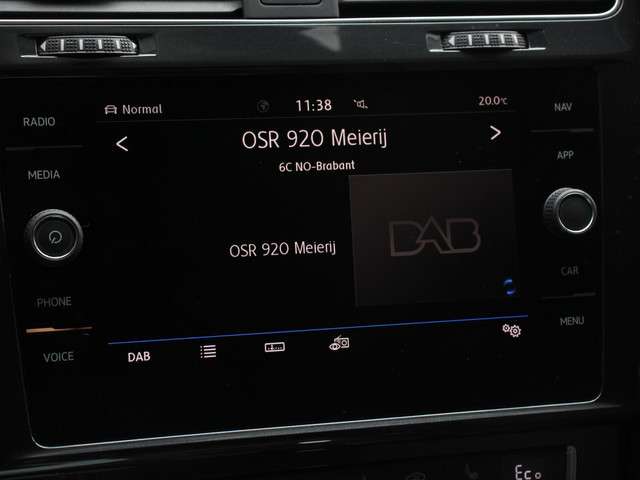 RADIO
MEDIA
PHONE
VOICE
Normal 11:38 20.0°C
< OSR 920 Meierij >
6C NO-Brabant
OSR 920 Meierij
DAB
DAB
NAV
APP
CAR
MENU
Eco